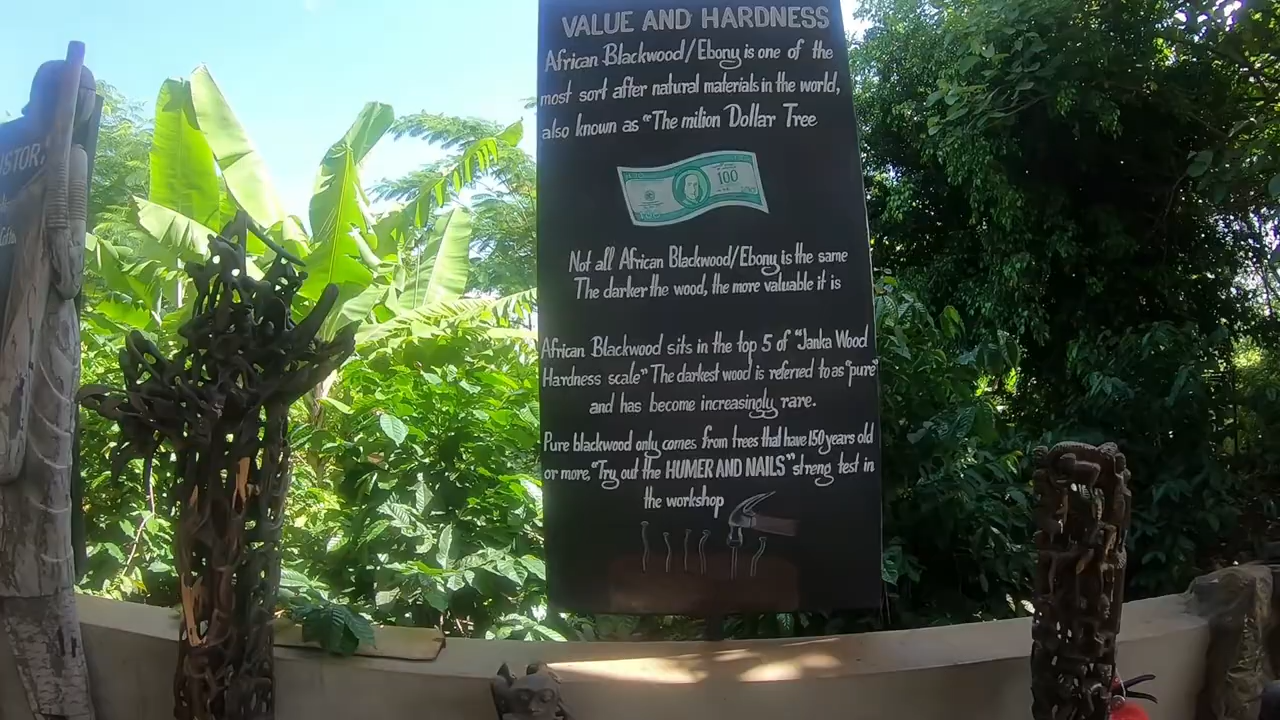 VALUE AND HARDNESS
African Blackwood/Ebony is one of the
most sort after natural materials in the world,
also known as "The milion Dollar Tree
100
Not all African Blackwood/Ebony is the same
The darker the wood, the more valuable it is
African Blackwood sits in the top 5 of "Janka Wood
Hardness scale" The darkest wood is referred to as "pure"
and has become increasingly rare.
Pure blackwood only comes from trees that have 150 years old
or more, "Try out the HUMER AND NAILS" streng test in
the workshop